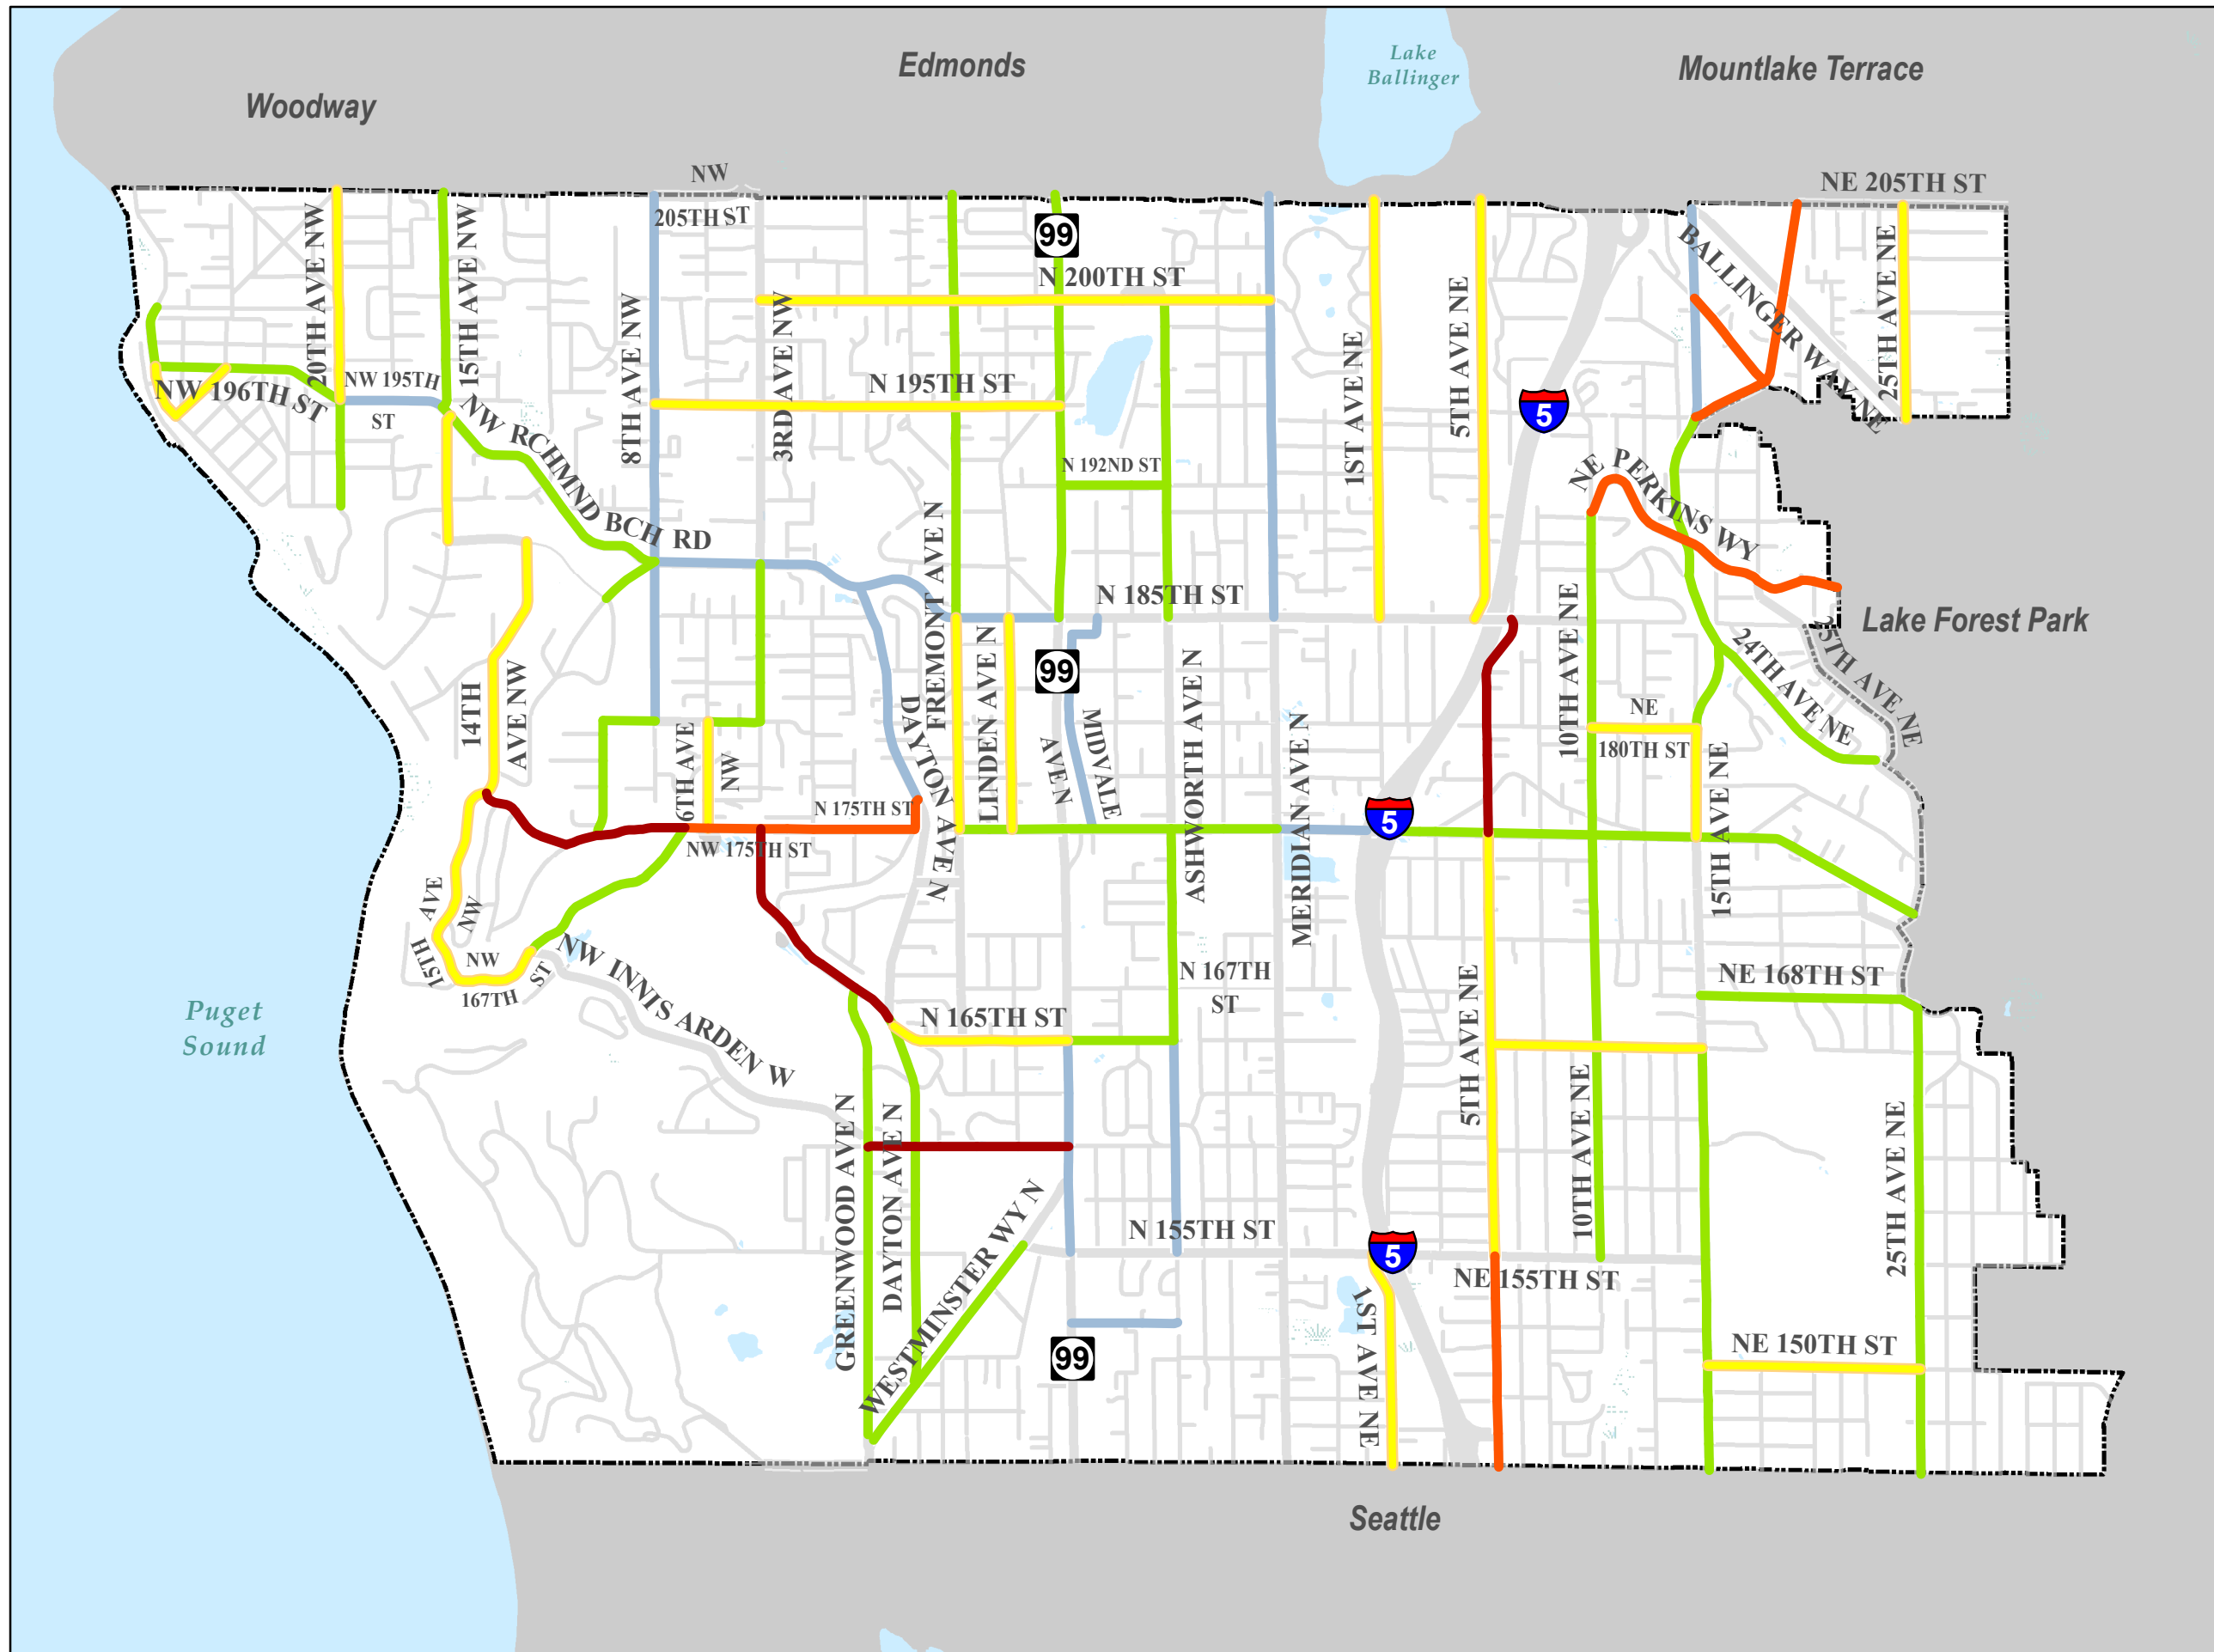 Edmonds
Lake
Ballinger
Mountlake Terrace
Woodway
NW
205TH ST
NE 205TH ST
99
N 200TH ST
20TH AVE NW
15TH AVE NW
8TH AVE NW
3RD AVE NW
1ST AVE NE
5TH AVE NE
BALLINGER WAY NE
25TH AVE NE
NW 196TH ST
NW 195TH
ST
N 195TH ST
5
NW RCHMND BCH RD
N 192ND ST
NE PERKINS WY
FREMONT AVE N
N 185TH ST
10TH AVE NE
Lake Forest Park
25TH AVE NE
24TH AVE NE
99
14TH
AVE NW
6TH AVE
NW
DAYTON AVE N
LINDEN AVE N
AVE N
MIDVALE
ASHWORTH AVE N
MERIDIAN AVE N
NE
180TH ST
15TH AVE NE
N 175TH ST
NW 175TH ST
5
15TH
AVE
NW
NW
167TH
ST
NW INNIS ARDEN W
N 167TH
ST
N 165TH ST
5TH AVE NE
NE 168TH ST
Puget
Sound
GREENWOOD AVE N
DAYTON AVE N
WESTMINSTER WY N
N 155TH ST
10TH AVE NE
25TH AVE NE
5
NE 155TH ST
1ST AVE NE
NE 150TH ST
99
Seattle